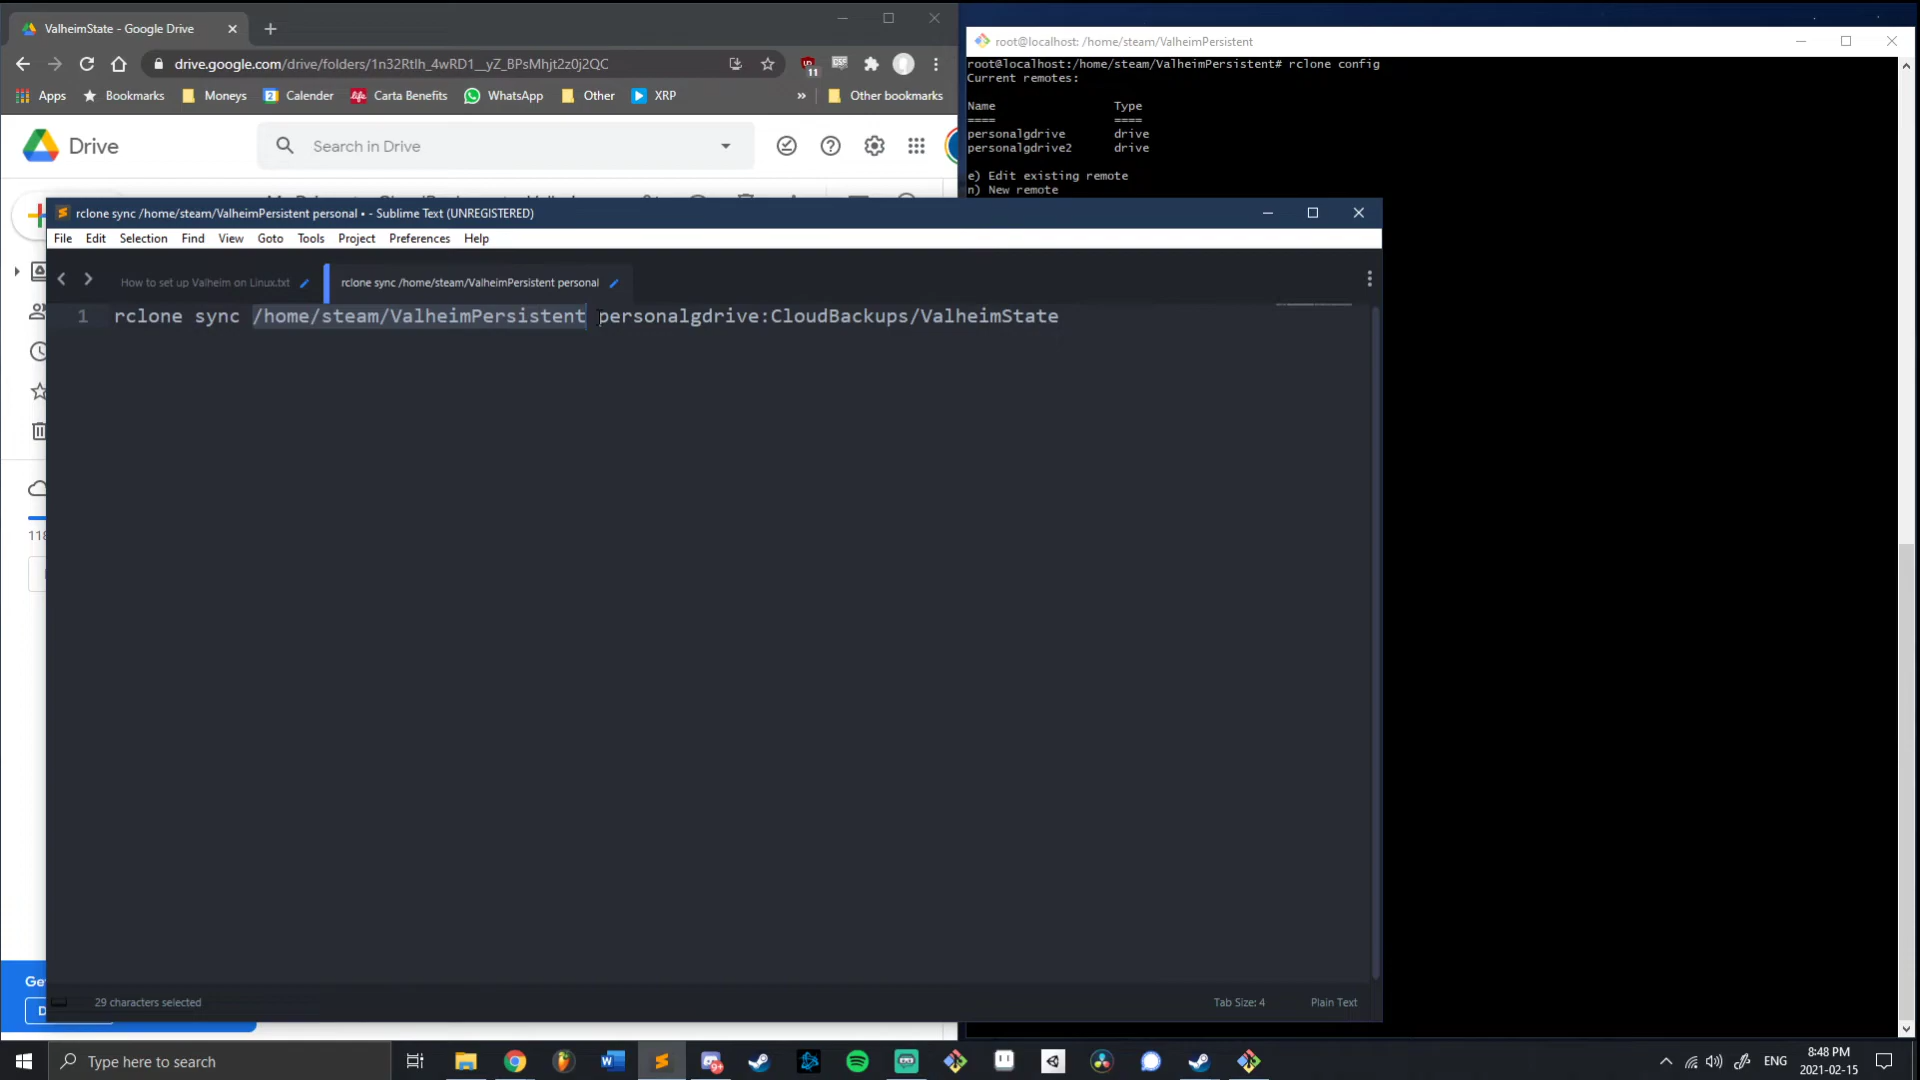 ValheimState - Google Drive
root@localhost: /home/steam/ValheimPersistent
drive.google.com/drive/folders/1n32RtIh_4wRD1__yZ_BPsMhjt2z0j2QC
11
Apps
Bookmarks
Moneys
Calender
Carta Benefits
WhatsApp
Other
XRP
»
Other bookmarks
root@localhost:/home/steam/ValheimPersistent# rclone config
Current remotes:
Name Type
==== ====
personalgdrive drive
personalgdrive2 drive
e) Edit existing remote
n) New remote
Drive
Search in Drive
rclone sync /home/steam/ValheimPersistent personal • - Sublime Text (UNREGISTERED)
File Edit Selection Find View Goto Tools Project Preferences Help
How to set up Valheim on Linux.txt
rclone sync /home/steam/ValheimPersistent personal
1 rclone sync /home/steam/ValheimPersistent personalgdrive:CloudBackups/ValheimState
118
Ge
D
29 characters selected
Tab Size: 4
Plain Text
Type here to search
ENG
8:48 PM
2021-02-15